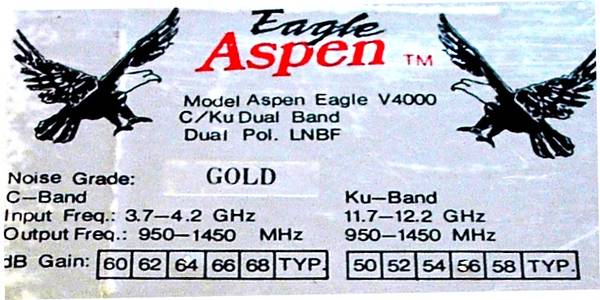 Eagle
Aspen TM
Model Aspen Eagle V4000
C/Ku Dual Band
Dual Pol. LNBF
Noise Grade: GOLD
C-Band Ku-Band
Input Freq.: 3.7-4.2 GHz 11.7-12.2 GHz
Output Freq.: 950-1450 MHz 950-1450 MHz
dB Gain: 60 62 64 66 68 TYP. 50 52 54 56 58 TYP.